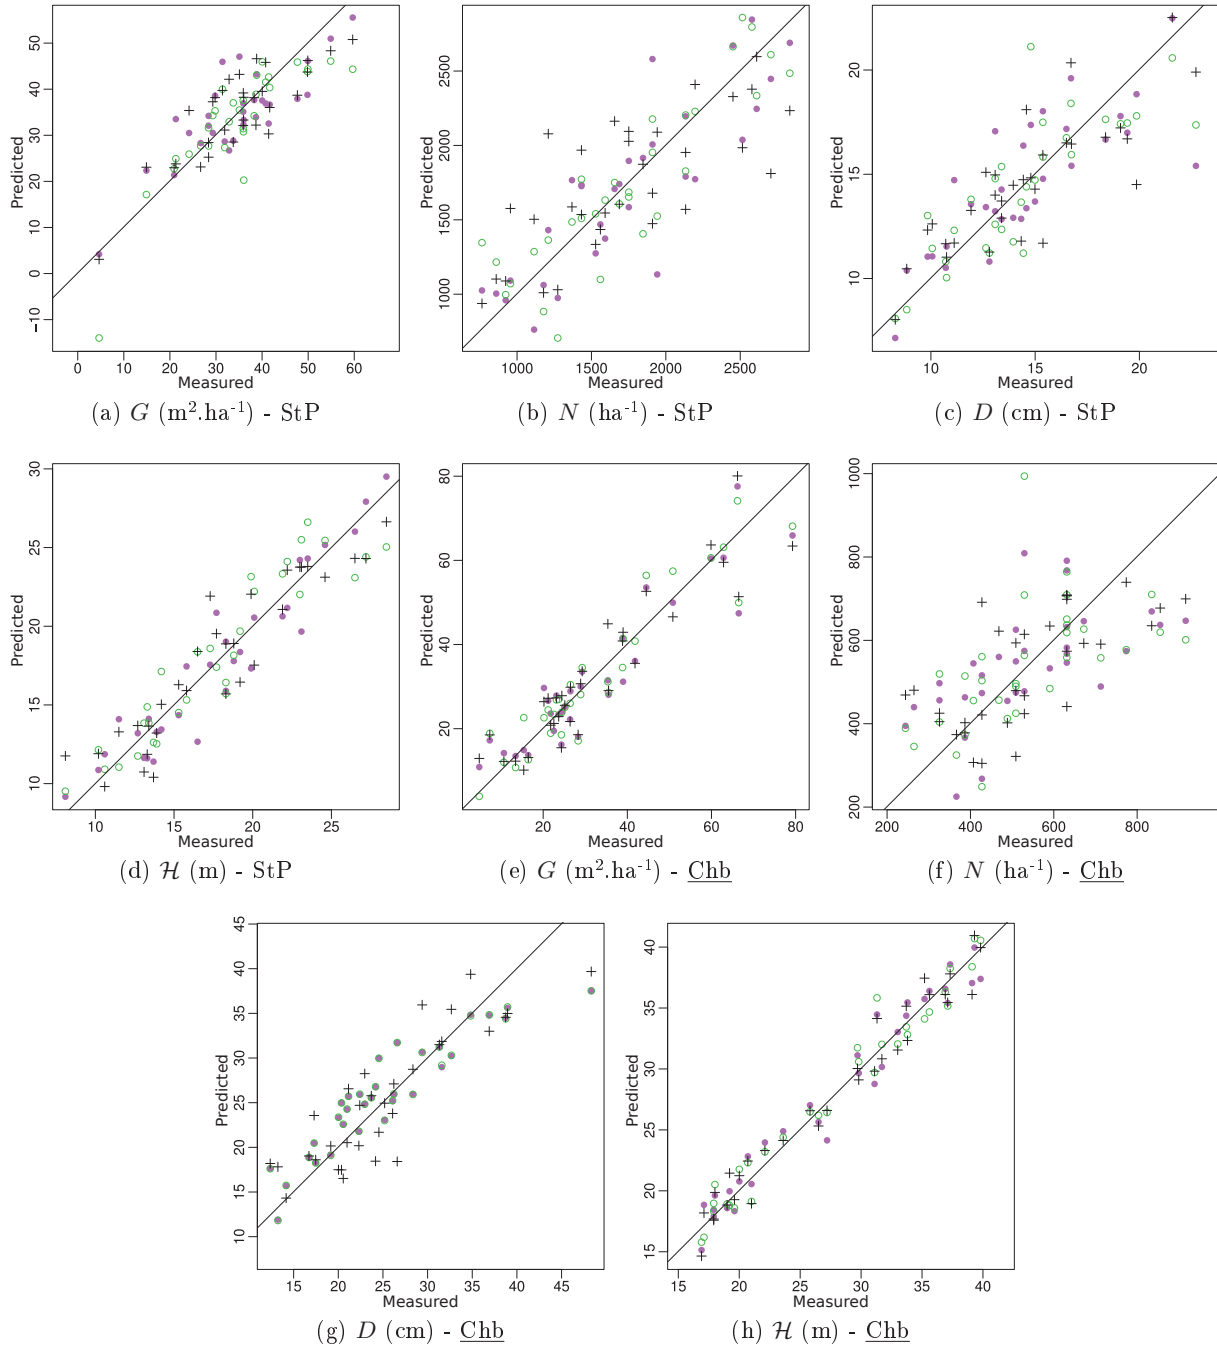 50
40
30
20
10
0
−10
Predicted
0 10 20 30 40 50 60
Measured
(a) G (m².ha⁻¹) - StP
2500
2000
1500
1000
Predicted
1000 1500 2000 2500
Measured
(b) N (ha⁻¹) - StP
20
15
10
Predicted
10 15 20
Measured
(c) D (cm) - StP
30
25
20
15
10
Predicted
10 15 20 25
Measured
(d) ℋ (m) - StP
80
60
40
20
Predicted
20 40 60 80
Measured
(e) G (m².ha⁻¹) - Chb
1000
800
600
400
200
Predicted
200 400 600 800
Measured
(f) N (ha⁻¹) - Chb
45
40
35
30
25
20
15
10
Predicted
15 20 25 30 35 40 45
Measured
(g) D (cm) - Chb
40
35
30
25
20
15
Predicted
15 20 25 30 35 40
Measured
(h) ℋ (m) - Chb